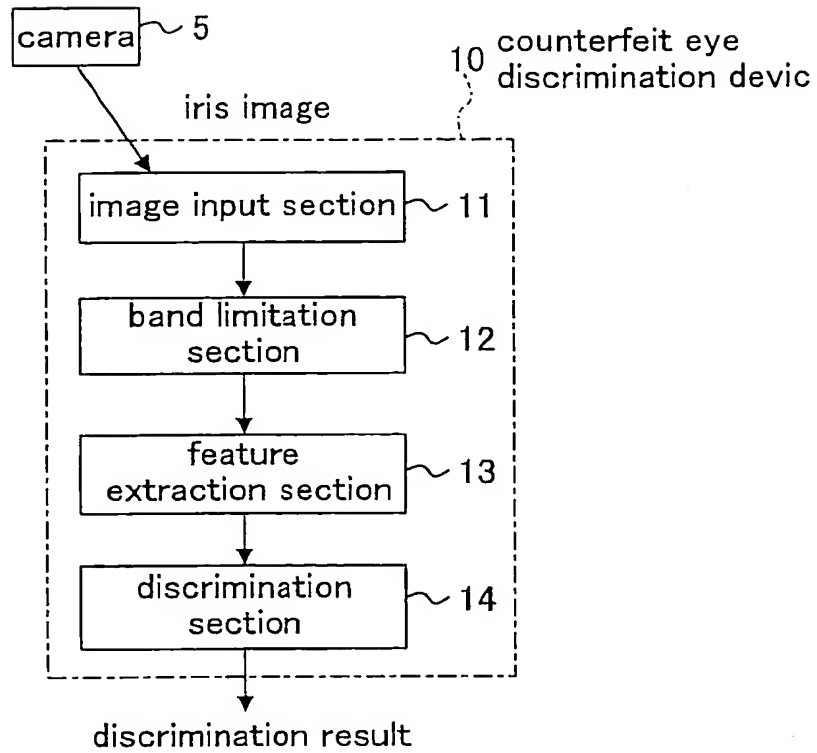 camera
5
10
counterfeit eye
discrimination devic
iris image
image input section
11
band limitation
section
12
feature
extraction section
13
discrimination
section
14
discrimination result